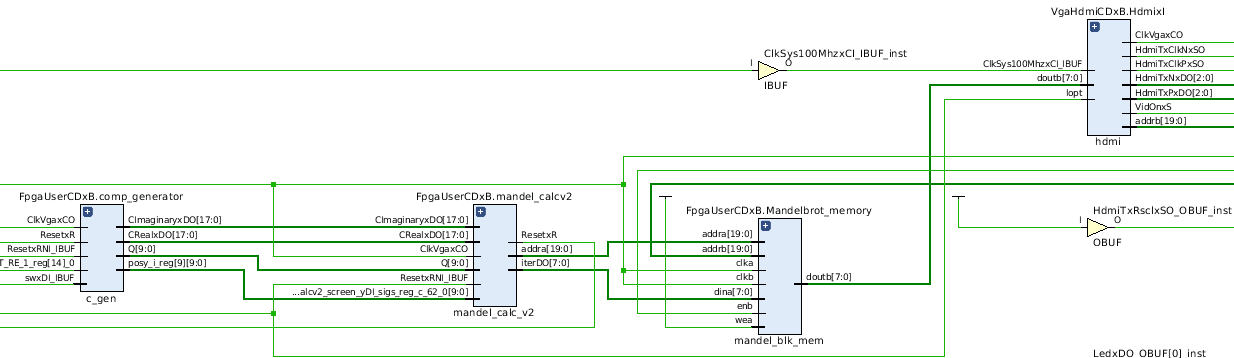 VgaHdmiCDxB.HdmixI
ClkVgaxCO
HdmiTxClkNxSO
ClkSys100MhzxCI_IBUF_inst
I
O
IBUF
ClkSys100MhzxCI_IBUF
HdmiTxClkPxSO
doutb[7:0]
HdmiTxNxDO[2:0]
lopt
HdmiTxPxDO[2:0]
VidOnxS
addrb[19:0]
hdmi
FpgaUserCDxB.comp_generator
ClkVgaxCO
CImaginaryxDO[17:0]
ResetxR
CRealxDO[17:0]
ResetxRNI_IBUF
Q[9:0]
T_RE_1_reg[14]_0
posy_i_reg[9][9:0]
swxDI_IBUF
c_gen
FpgaUserCDxB.mandel_calcv2
CImaginaryxDO[17:0]
CRealxDO[17:0]
ResetxR
ClkVgaxCO
addra[19:0]
Q[9:0]
iterDO[7:0]
ResetxRNI_IBUF
...alcv2_screen_yDI_sigs_reg_c_62_0[9:0]
mandel_calc_v2
FpgaUserCDxB.Mandelbrot_memory
addra[19:0]
addrb[19:0]
clka
clkb
doutb[7:0]
dina[7:0]
enb
wea
mandel_blk_mem
HdmiTxRsclxSO_OBUF_inst
I
O
OBUF
LedxDO_OBUF[0]_inst